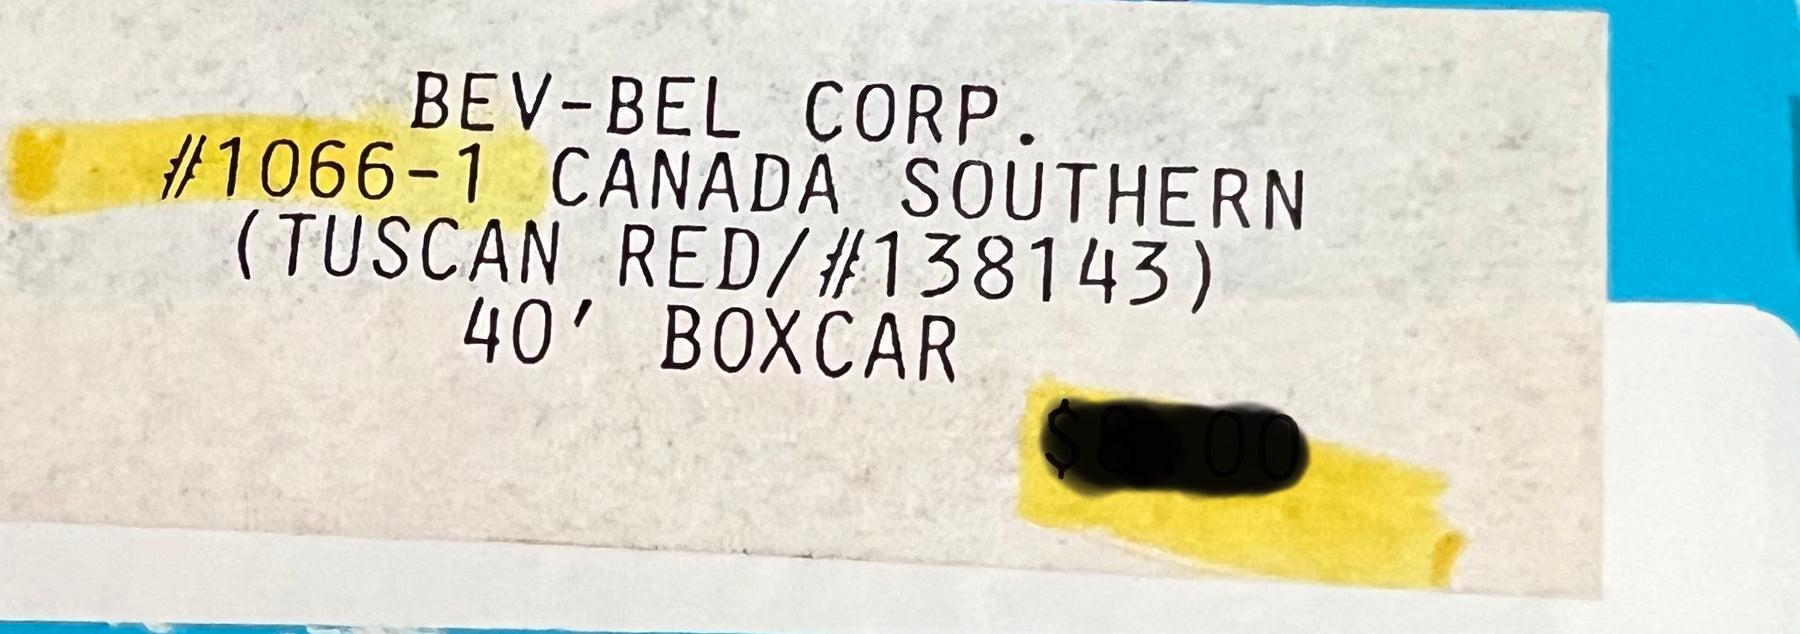 BEV-BEL CORP.
#1066-1 CANADA SOUTHERN
(TUSCAN RED/#138143)
40' BOXCAR